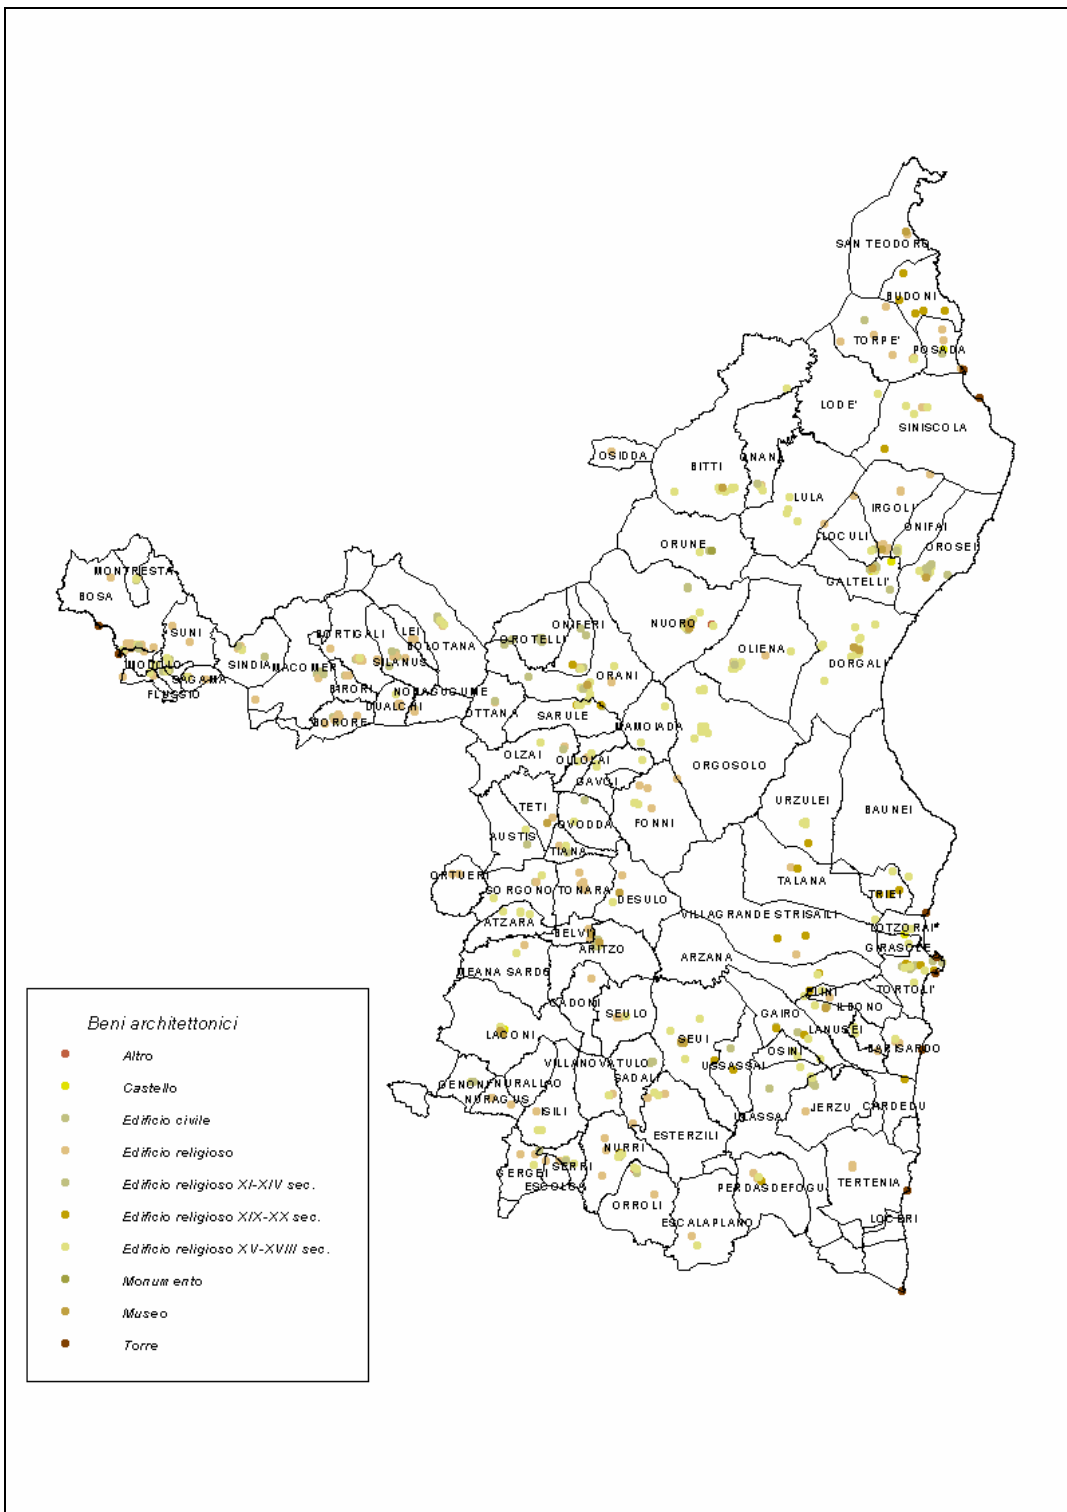 SAN TEODORO
BUDONI
TORPE'
POSADA
LODE'
SINISCOLA
OSIDDA
BITTI
ONANI
LULA
IRGOLI
ONIFAI
LOCULI
OROSEI
ORUNE
GALTELLI'
MONTRESTA
BOSA
SUNI
MODOLO
SAGAMA
FLUSSIO
SINDIA
MACOMER
BORTIGALI
LEI
BOLOTANA
SILANUS
BIRORI
NORAGUGUME
DUALCHI
BORORE
OROTELLI
ONIFERI
NUORO
OLIENA
DORGALI
ORANI
OTTANA
SARULE
MAMOIADA
OLZAI
OLLOLAI
ORGOSOLO
GAVOI
TETI
OVODDA
FONNI
URZULEI
BAUNEI
AUSTIS
TIANA
ORTUERI
SORGONO
TONARA
DESULO
TALANA
TRIEI
ATZARA
VILLAGRANDE STRISAILI
LOTZORAI
BELVI
ARITZO
GIRASOLE
MEANA SARDO
ARZANA
TORTOLI'
GADONI
ELINI
ILBONO
LACONI
SEULO
GAIRO
LANUSEI
SEUI
OSINI
BARISARDO
VILLANOVATULO
USSASSAI
SADALI
GENONI
NURALLAO
NURAGUS
ISILI
ULASSAI
JERZU
CARDEDU
ESTERZILI
NURRI
GERGEI
SERRI
ESCOLCA
PERDASDEFOGU
TERTENIA
ORROLI
ESCALAPLANO
LOCERI
Beni architettonici
Altro
Castello
Edificio civile
Edificio religioso
Edificio religioso XI-XIV sec.
Edificio religioso XIX-XX sec.
Edificio religioso XV-XVIII sec.
Monumento
Museo
Torre